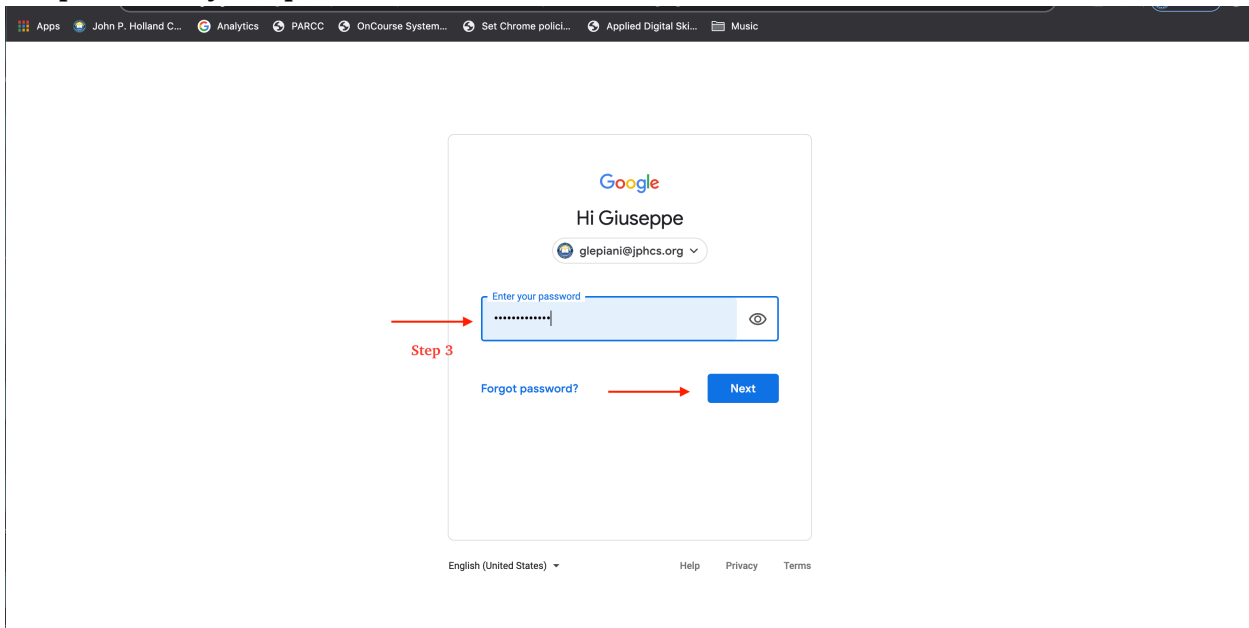 Apps John P. Holland C... Analytics PARCC OnCourse System... Set Chrome polici... Applied Digital Ski... Music
Google
Hi Giuseppe
glepiani@jphcs.org
Enter your password
•••••••••••••
Step 3
Forgot password? Next
English (United States) Help Privacy Terms